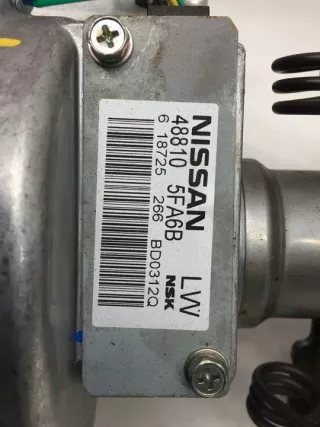 NISSAN LW
48810 5FA6B NSK
6 18725 266 BD0312Q